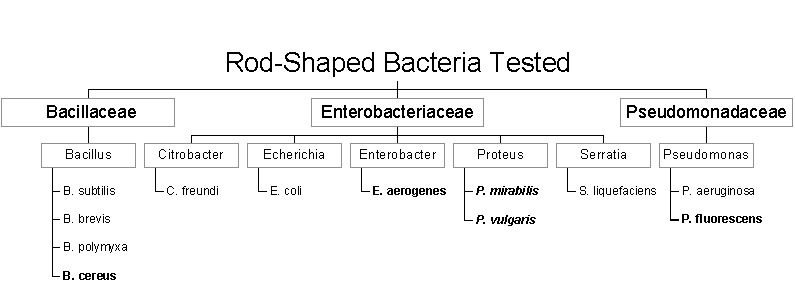 Rod-Shaped Bacteria Tested
Bacillaceae
Enterobacteriaceae
Pseudomonadaceae
Bacillus
Citrobacter
Echerichia
Enterobacter
Proteus
Serratia
Pseudomonas
B. subtilis
C. freundi
E. coli
E. aerogenes
P. mirabilis
S. liquefaciens
P. aeruginosa
B. brevis
P. vulgaris
P. fluorescens
B. polymyxa
B. cereus